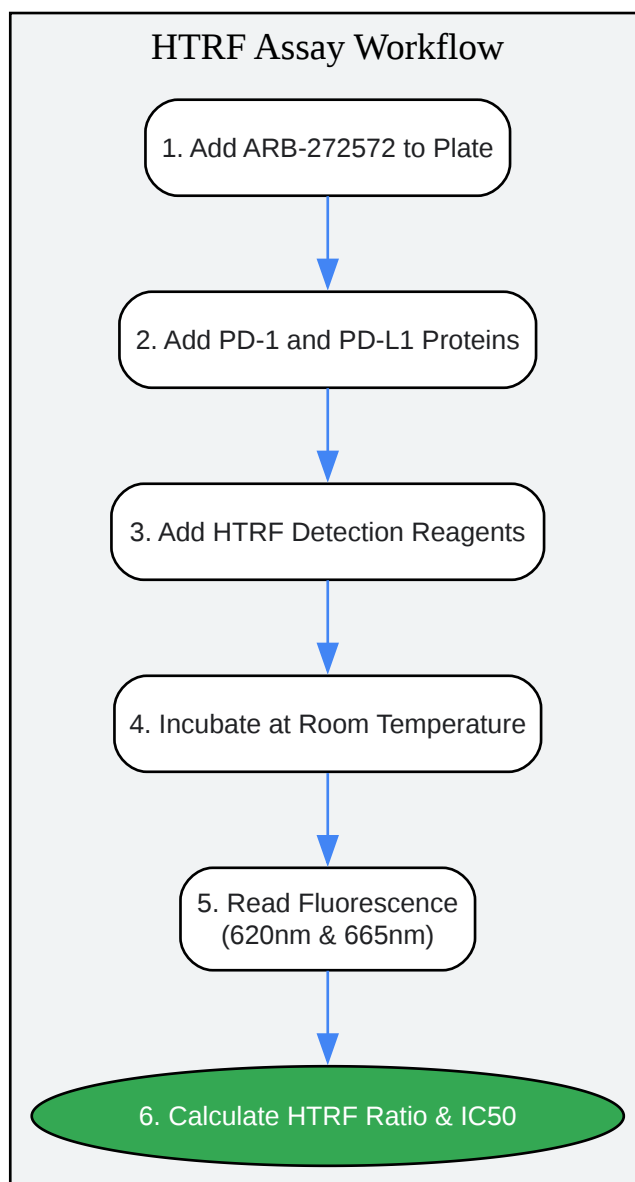 HTRF Assay Workflow
1. Add ARB-272572 to Plate
2. Add PD-1 and PD-L1 Proteins
3. Add HTRF Detection Reagents
4. Incubate at Room Temperature
5. Read Fluorescence
(620nm & 665nm)
6. Calculate HTRF Ratio & IC50